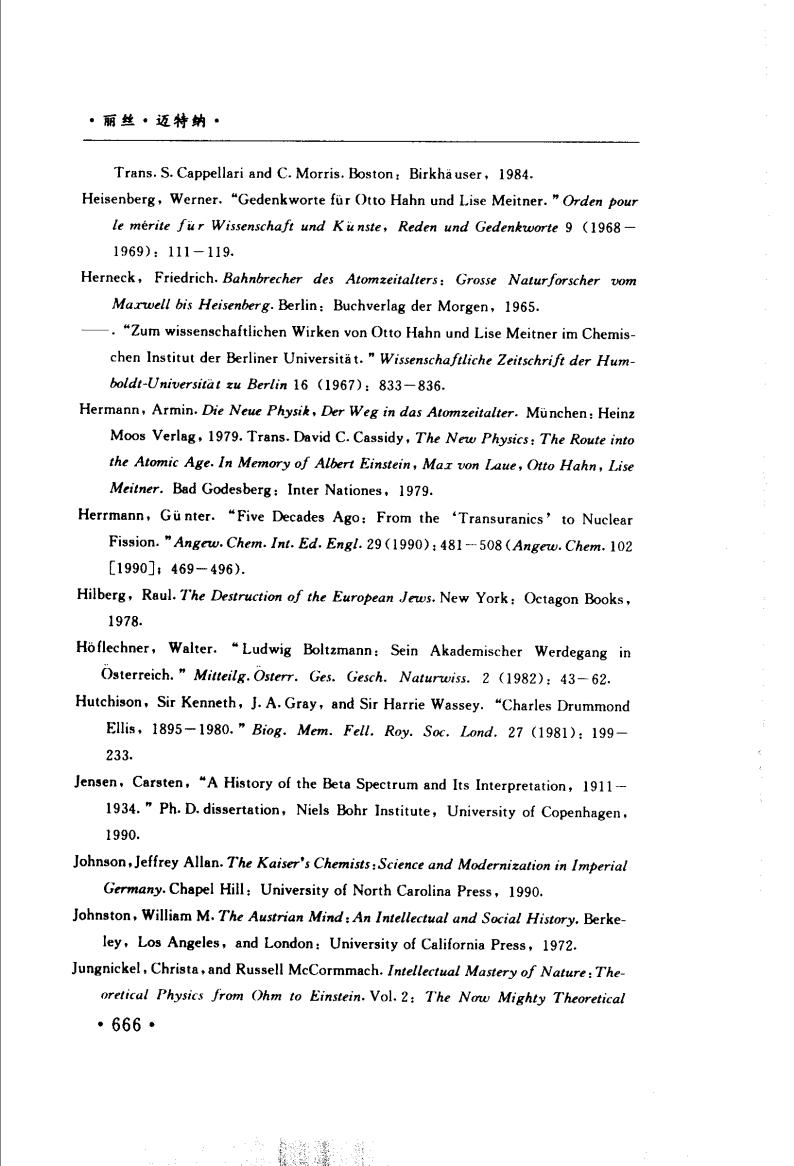 ·丽丝·迈特纳·
Trans. S. Cappellari and C. Morris. Boston: Birkhäuser, 1984.
Heisenberg, Werner. “Gedenkworte für Otto Hahn und Lise Meitner.” Orden pour
le mérite für Wissenschaft und Künste, Reden und Gedenkworte 9 (1968-
1969): 111-119.
Herneck, Friedrich. Bahnbrecher des Atomzeitalters: Grosse Naturforscher vom
Maxwell bis Heisenberg. Berlin: Buchverlag der Morgen, 1965.
——. “Zum wissenschaftlichen Wirken von Otto Hahn und Lise Meitner im Chemis-
chen Institut der Berliner Universität.” Wissenschaftliche Zeitschrift der Hum-
boldt-Universität zu Berlin 16 (1967): 833-836.
Hermann, Armin. Die Neue Physik, Der Weg in das Atomzeitalter. München: Heinz
Moos Verlag, 1979. Trans. David C. Cassidy, The New Physics: The Route into
the Atomic Age. In Memory of Albert Einstein, Max von Laue, Otto Hahn, Lise
Meitner. Bad Godesberg: Inter Nationes, 1979.
Herrmann, Günter. “Five Decades Ago: From the ‘Transuranics’ to Nuclear
Fission.” Angew. Chem. Int. Ed. Engl. 29 (1990): 481-508 (Angew. Chem. 102
[1990]; 469-496).
Hilberg, Raul. The Destruction of the European Jews. New York: Octagon Books,
1978.
Höflechner, Walter. “Ludwig Boltzmann: Sein Akademischer Werdegang in
Österreich.” Mitteilg. Österr. Ges. Gesch. Naturwiss. 2 (1982): 43-62.
Hutchison, Sir Kenneth, J. A. Gray, and Sir Harrie Wassey. “Charles Drummond
Ellis, 1895-1980.” Biog. Mem. Fell. Roy. Soc. Lond. 27 (1981): 199-
233.
Jensen, Carsten, “A History of the Beta Spectrum and Its Interpretation, 1911-
1934.” Ph. D. dissertation, Niels Bohr Institute, University of Copenhagen,
1990.
Johnson, Jeffrey Allan. The Kaiser's Chemists: Science and Modernization in Imperial
Germany. Chapel Hill: University of North Carolina Press, 1990.
Johnston, William M. The Austrian Mind: An Intellectual and Social History. Berke-
ley, Los Angeles, and London: University of California Press, 1972.
Jungnickel, Christa, and Russell McCormmach. Intellectual Mastery of Nature: The-
oretical Physics from Ohm to Einstein. Vol. 2: The Now Mighty Theoretical
·666·